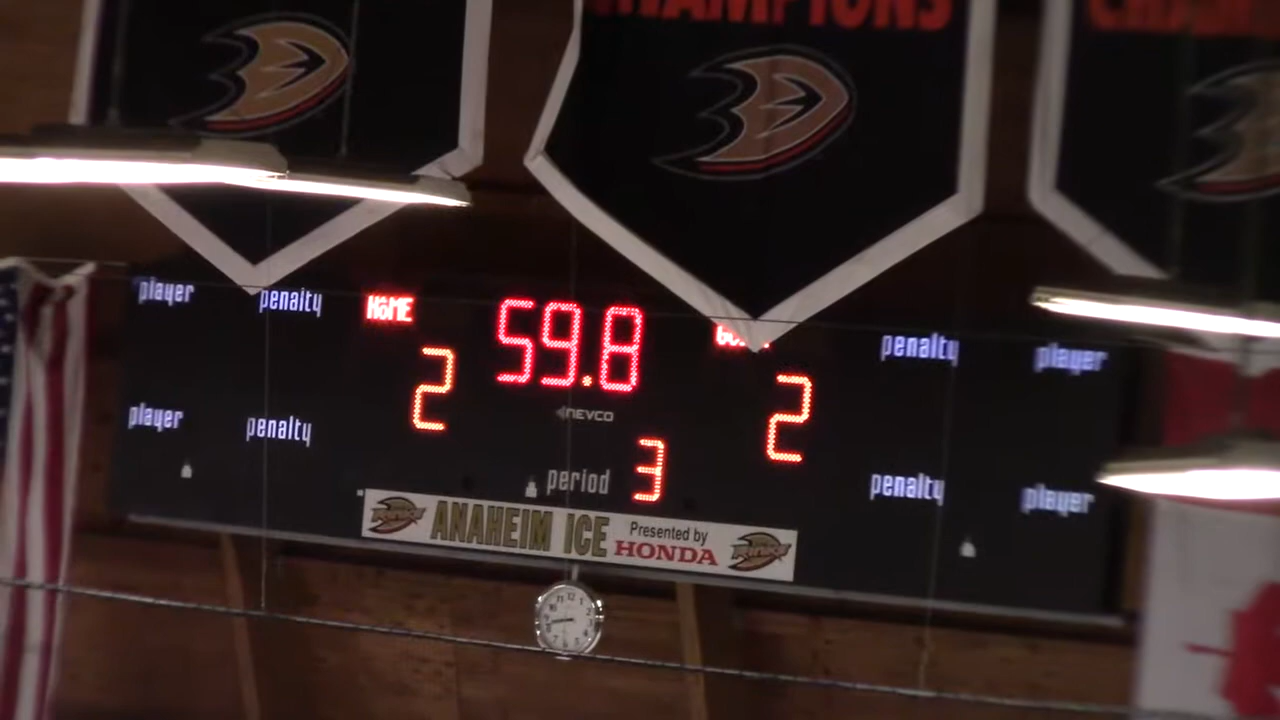 CHAMPIONS
player penalty HOME 59.8 penalty player
2 2
NEVCO
player penalty penalty player
period 3
ANAHEIM ICE Presented by
HONDA